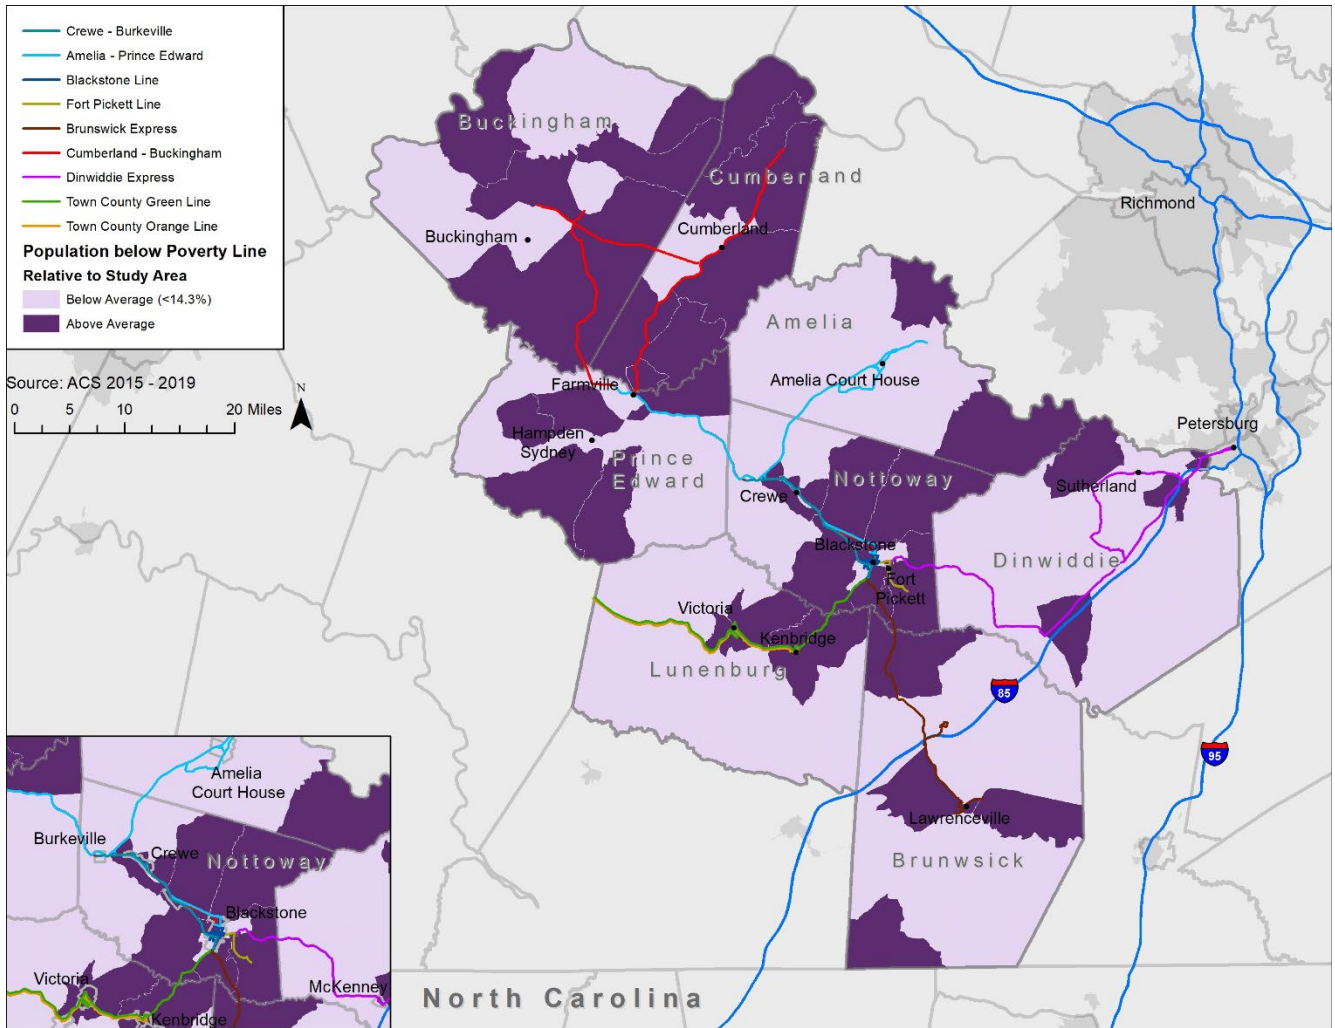 Crewe - Burkeville
Amelia - Prince Edward
Blackstone Line
Fort Pickett Line
Brunswick Express
Cumberland - Buckingham
Dinwiddie Express
Town County Green Line
Town County Orange Line
Population below Poverty Line
Relative to Study Area
Below Average (<14.3%)
Above Average
Source: ACS 2015 - 2019
0 5 10 20 Miles
N
Buckingham
Cumberland
Richmond
Buckingham
Cumberland
Amelia
Farmville
Amelia Court House
Petersburg
Hampden
Sydney
Prince
Edward
Nottoway
Sutherland
Crewe
Blackstone
Dinwiddie
Fort
Pickett
Victoria
Kenbridge
Lunenburg
85
95
Lawrenceville
Brunwsick
North Carolina
Amelia
Court House
Burkeville
Crewe
Nottoway
Blackstone
Victoria
McKenney
Kenbridge